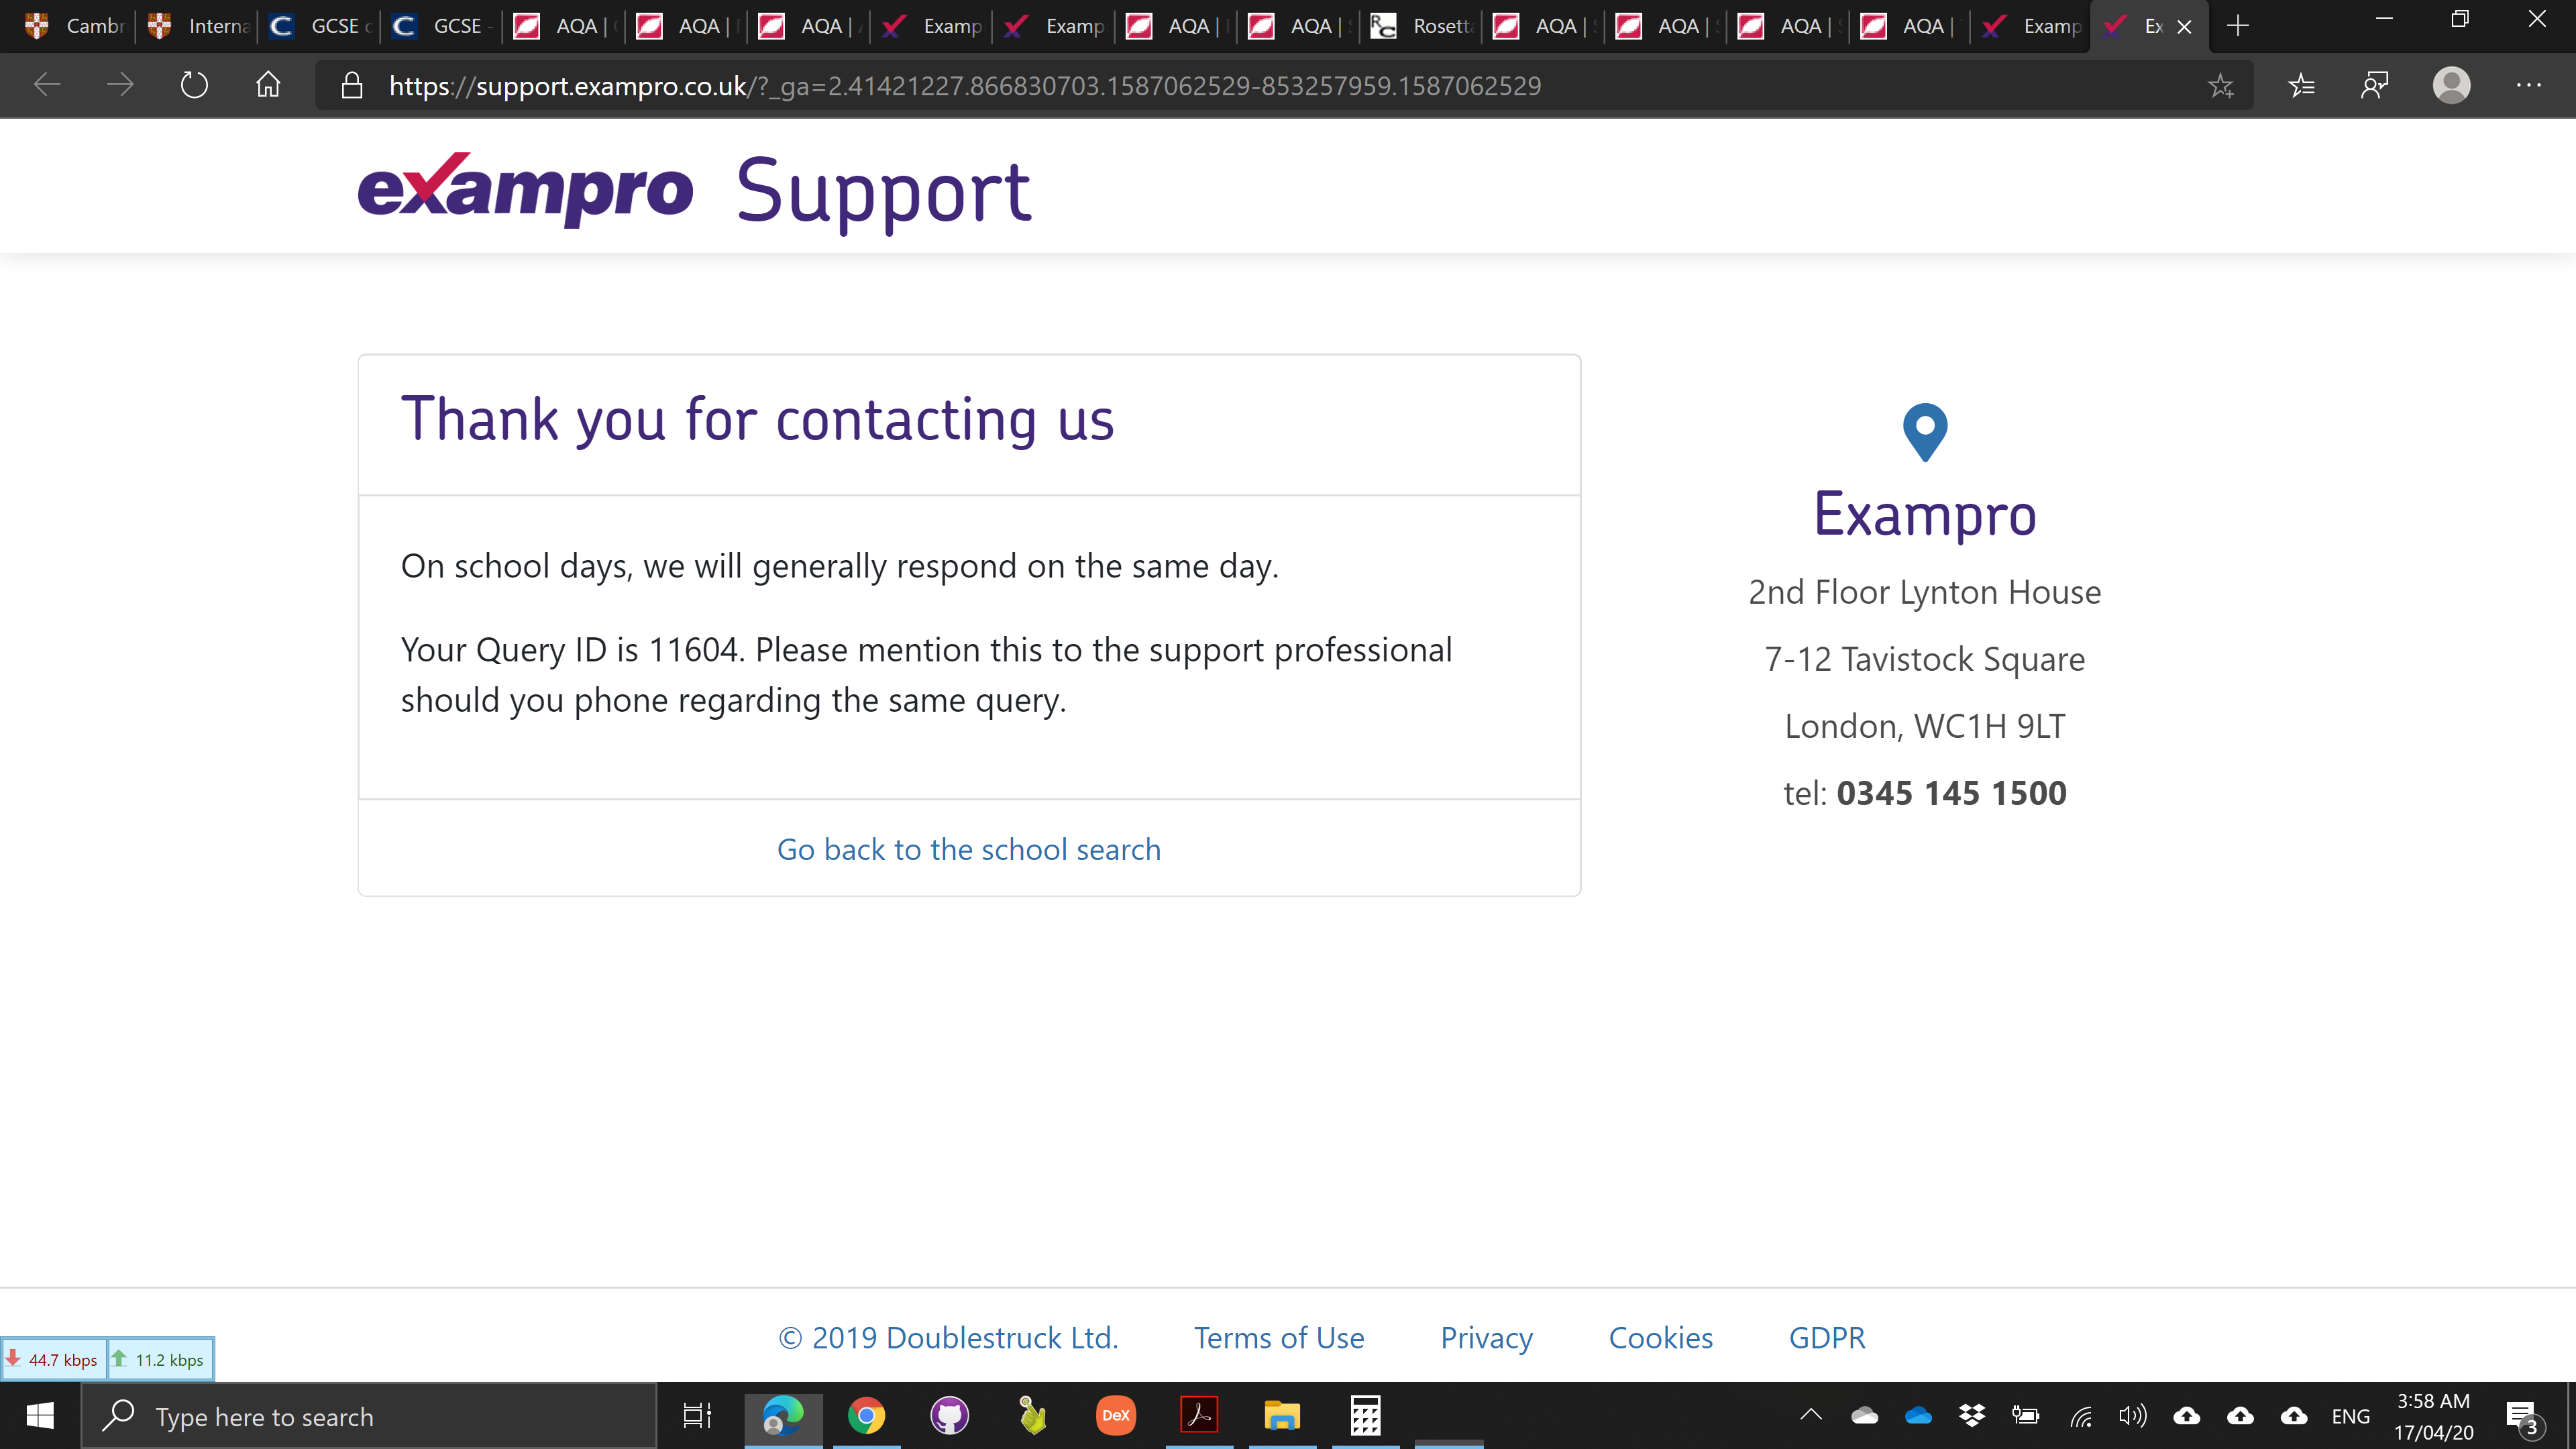 Cambr
Interna
GCSE c
GCSE -
AQA |
AQA |
AQA |
Examp
Examp
AQA |
AQA |
RC
Rosetta
AQA |
AQA |
AQA |
AQA |
Examp
Ex
https://support.exampro.co.uk/?_ga=2.41421227.866830703.1587062529-853257959.1587062529
exampro Support
Thank you for contacting us
On school days, we will generally respond on the same day.
Your Query ID is 11604. Please mention this to the support professional
should you phone regarding the same query.
Go back to the school search
Exampro
2nd Floor Lynton House
7-12 Tavistock Square
London, WC1H 9LT
tel: 0345 145 1500
© 2019 Doublestruck Ltd.
Terms of Use
Privacy
Cookies
GDPR
44.7 kbps
11.2 kbps
Type here to search
DeX
ENG
3:58 AM
17/04/20
3